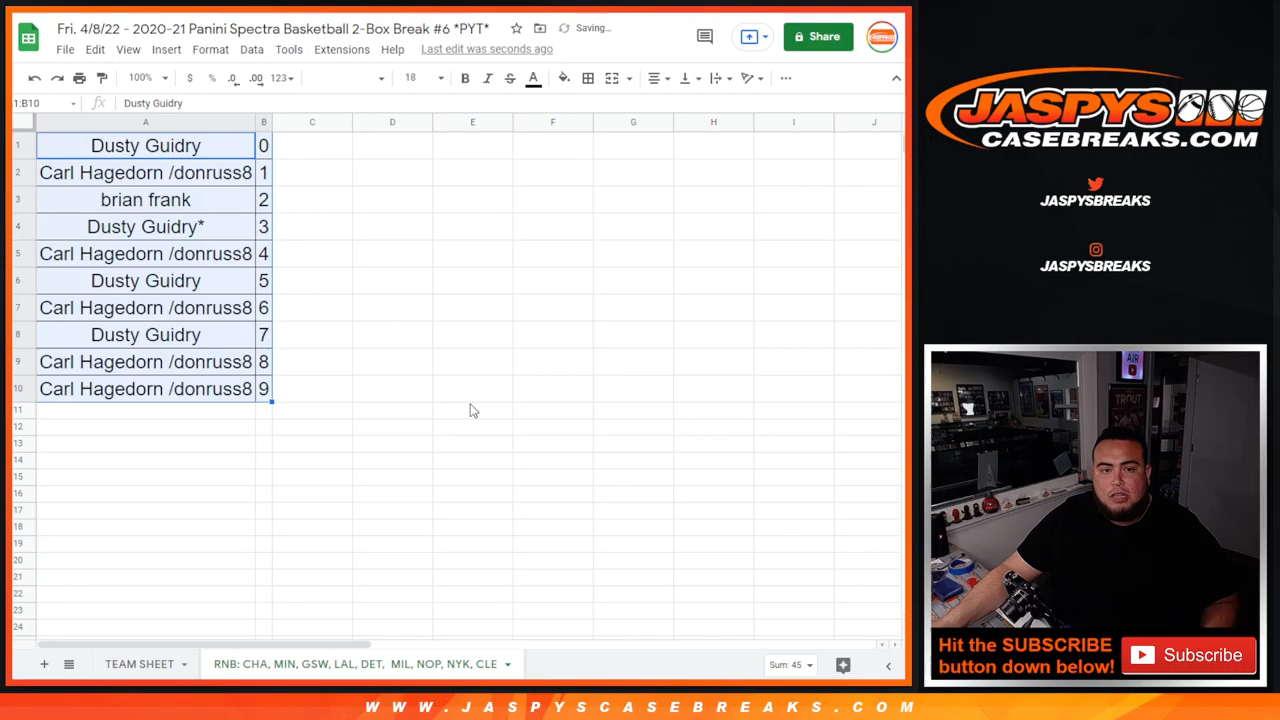 Fri. 4/8/22 - 2020-21 Panini Spectra Basketball 2-Box Break #6 *PYT*
Saving...
File Edit View Insert Format Data Tools Extensions Help Last edit was seconds ago
Share
100% $ % .0 .00 123 18 B I S A
1:B10 fx Dusty Guidry
A B C D E F G H I J
1 Dusty Guidry 0
2 Carl Hagedorn /donruss8 1
3 brian frank 2
4 Dusty Guidry* 3
5 Carl Hagedorn /donruss8 4
6 Dusty Guidry 5
7 Carl Hagedorn /donruss8 6
8 Dusty Guidry 7
9 Carl Hagedorn /donruss8 8
10 Carl Hagedorn /donruss8 9
11
12
13
14
15
16
17
18
19
20
21
22
23
24
TEAM SHEET RNB: CHA, MIN, GSW, LAL, DET, MIL, NOP, NYK, CLE Sum: 45
JASPYS
CASEBREAKS.COM
JASPYSBREAKS
JASPYSBREAKS
AIR
TROUT
Hit the SUBSCRIBE
button down below!
Subscribe
WWW.JASPYSCASEBREAKS.COM